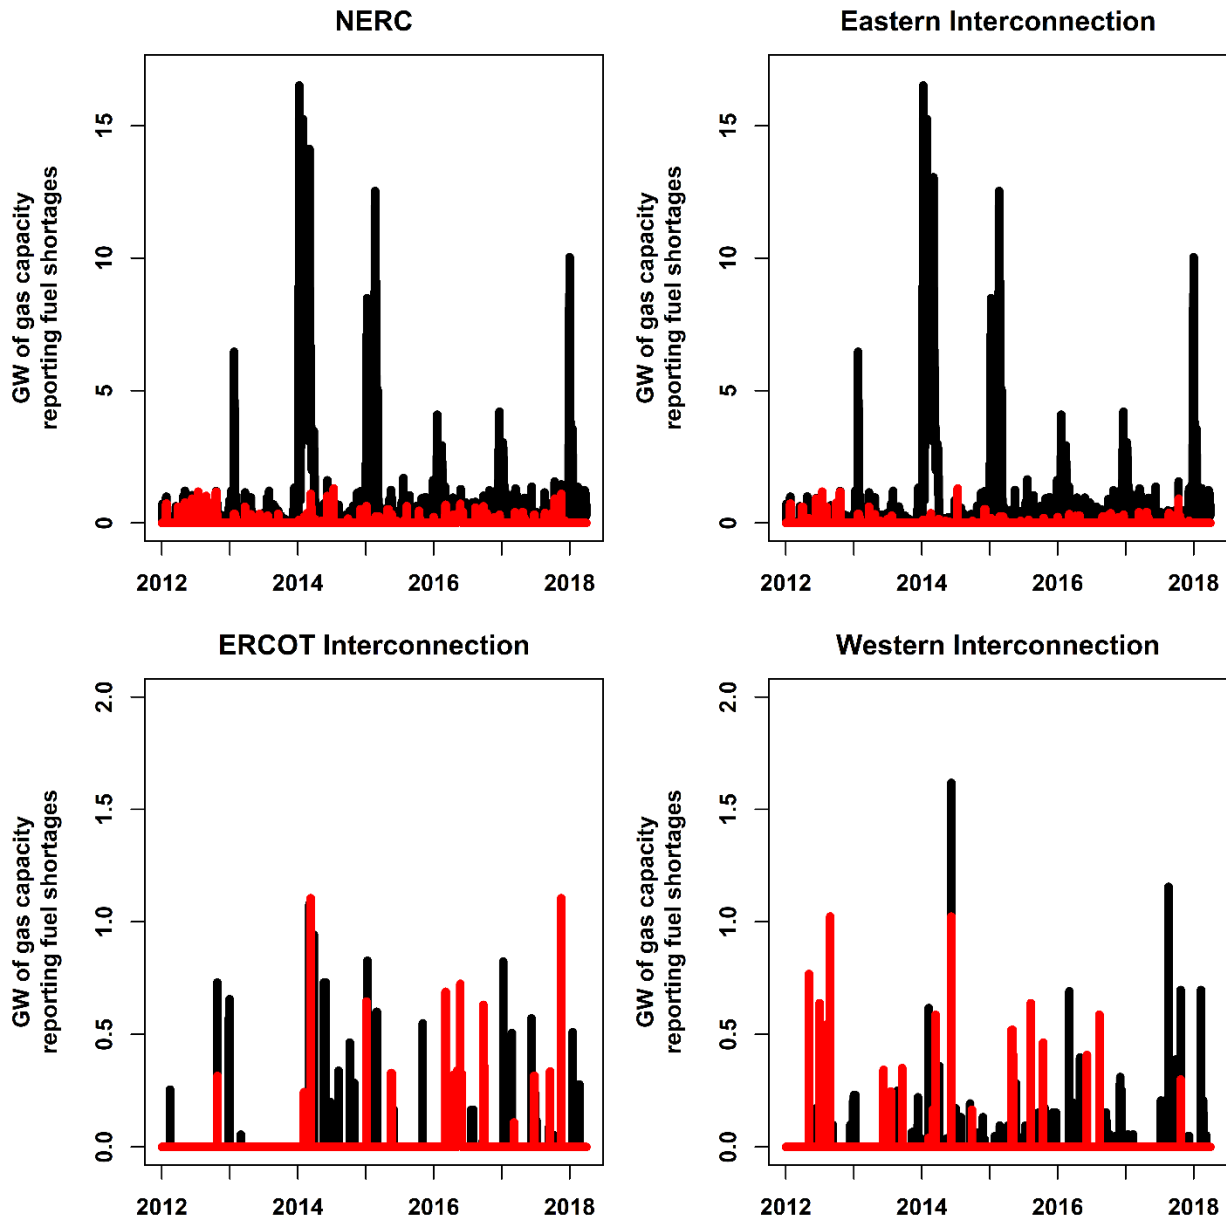 NERC
GW of gas capacity
reporting fuel shortages
15
10
5
0
2012 2014 2016 2018
Eastern Interconnection
GW of gas capacity
reporting fuel shortages
15
10
5
0
2012 2014 2016 2018
ERCOT Interconnection
GW of gas capacity
reporting fuel shortages
2.0
1.5
1.0
0.5
0.0
2012 2014 2016 2018
Western Interconnection
GW of gas capacity
reporting fuel shortages
2.0
1.5
1.0
0.5
0.0
2012 2014 2016 2018